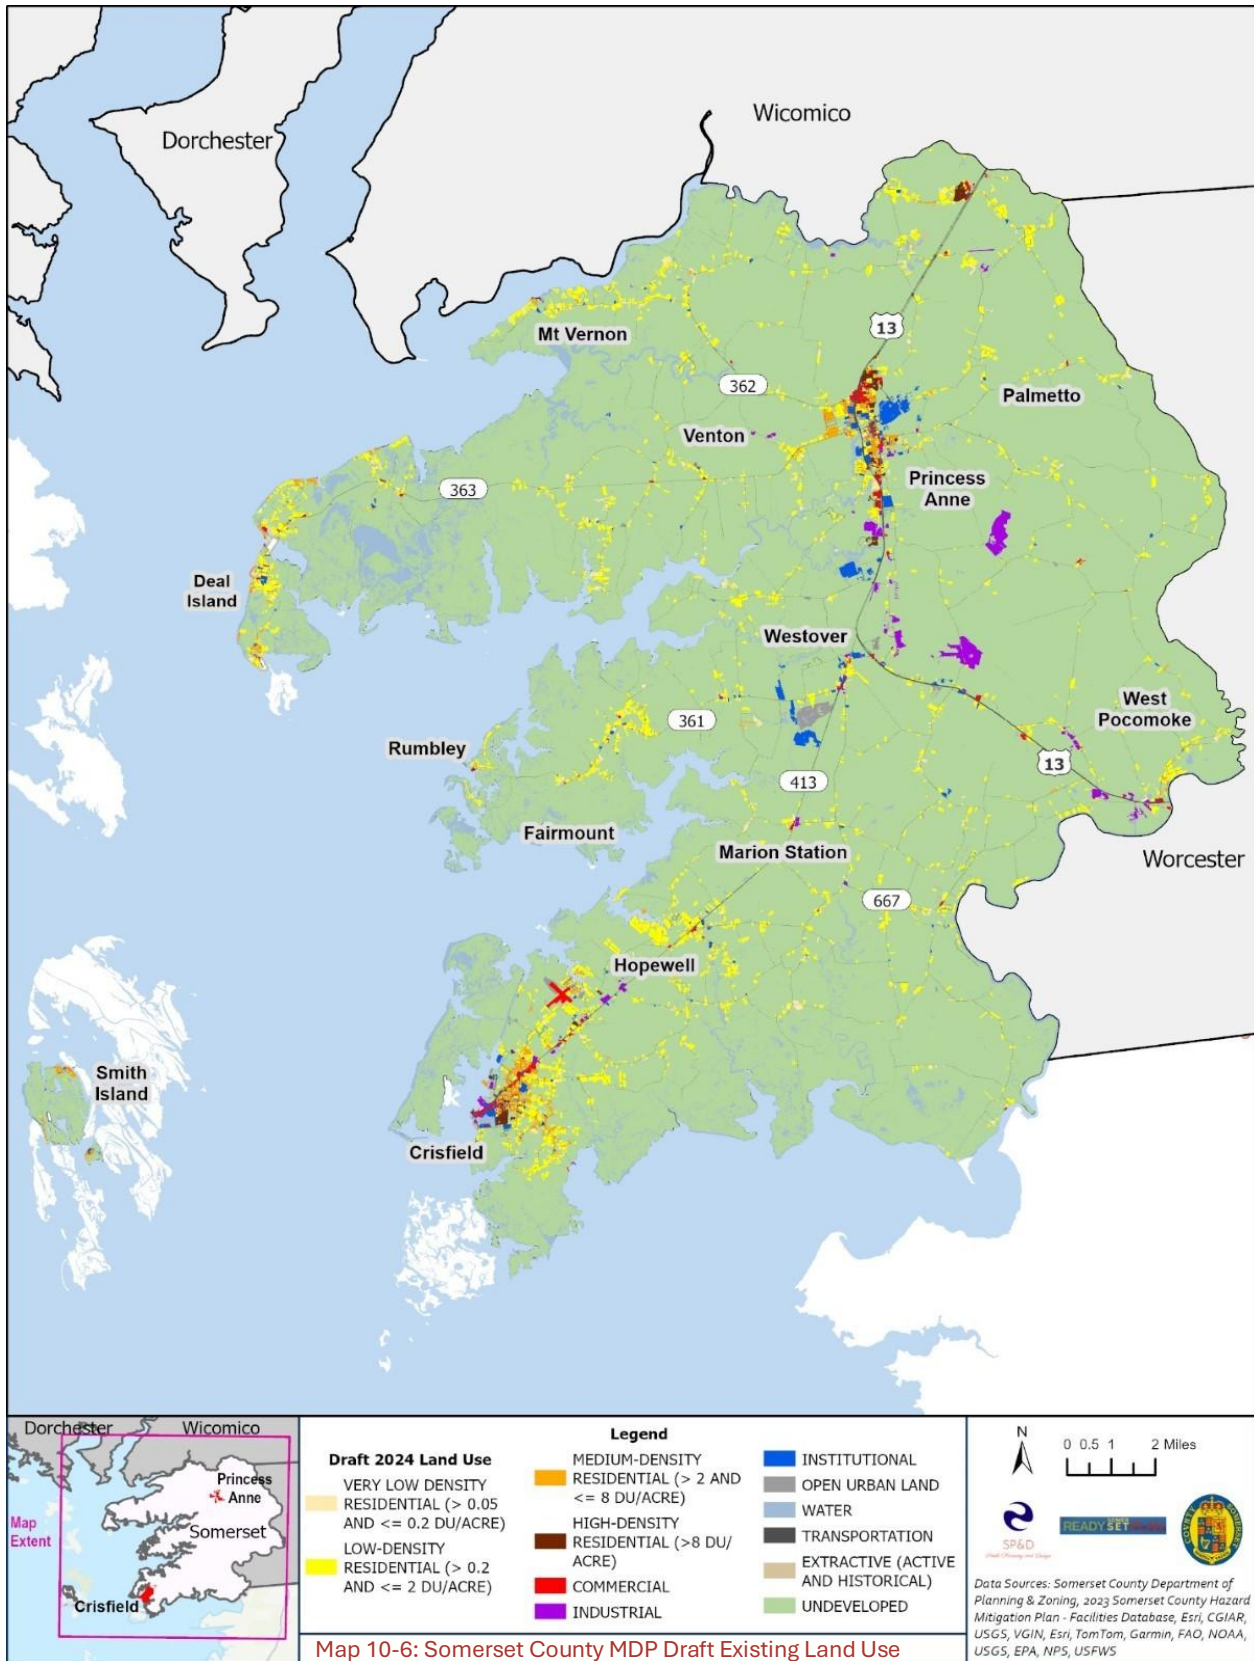 Wicomico
Dorchester
13
Mt Vernon
362
Palmetto
Venton
Princess
Anne
363
Deal
Island
Westover
West
Pocomoke
361
Rumbley
13
413
Fairmount
Marion Station
Worcester
667
Hopewell
Smith
Island
Crisfield
Dorchester
Wicomico
Princess
Anne
Map
Extent
Somerset
Crisfield
Legend
Draft 2024 Land Use
VERY LOW DENSITY
RESIDENTIAL (> 0.05
AND <= 0.2 DU/ACRE)
LOW-DENSITY
RESIDENTIAL (> 0.2
AND <= 2 DU/ACRE)
MEDIUM-DENSITY
RESIDENTIAL (> 2 AND
<= 8 DU/ACRE)
HIGH-DENSITY
RESIDENTIAL (>8 DU/
ACRE)
COMMERCIAL
INDUSTRIAL
INSTITUTIONAL
OPEN URBAN LAND
WATER
TRANSPORTATION
EXTRACTIVE (ACTIVE
AND HISTORICAL)
UNDEVELOPED
Map 10-6: Somerset County MDP Draft Existing Land Use
N
0 0.5 1 2 Miles
SP&D
READY SET
COUNTY SOMERSET
Data Sources: Somerset County Department of
Planning & Zoning, 2023 Somerset County Hazard
Mitigation Plan - Facilities Database, Esri, CGIAR,
USGS, VGIN, Esri, TomTom, Garmin, FAO, NOAA,
USGS, EPA, NPS, USFWS